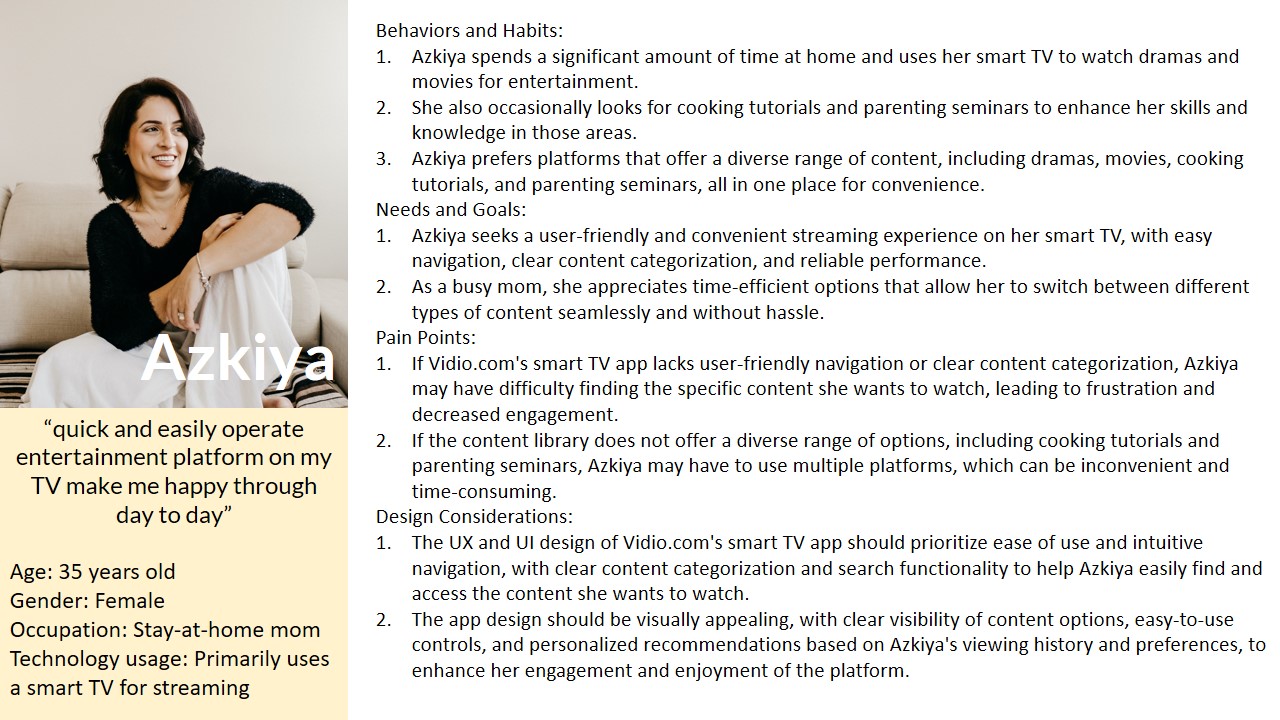 Azkiya
“quick and easily operate
entertainment platform on my
TV make me happy through
day to day”
Age: 35 years old
Gender: Female
Occupation: Stay-at-home mom
Technology usage: Primarily uses
a smart TV for streaming
Behaviors and Habits:
1. Azkiya spends a significant amount of time at home and uses her smart TV to watch dramas and
movies for entertainment.
2. She also occasionally looks for cooking tutorials and parenting seminars to enhance her skills and
knowledge in those areas.
3. Azkiya prefers platforms that offer a diverse range of content, including dramas, movies, cooking
tutorials, and parenting seminars, all in one place for convenience.
Needs and Goals:
1. Azkiya seeks a user-friendly and convenient streaming experience on her smart TV, with easy
navigation, clear content categorization, and reliable performance.
2. As a busy mom, she appreciates time-efficient options that allow her to switch between different
types of content seamlessly and without hassle.
Pain Points:
1. If Vidio.com's smart TV app lacks user-friendly navigation or clear content categorization, Azkiya
may have difficulty finding the specific content she wants to watch, leading to frustration and
decreased engagement.
2. If the content library does not offer a diverse range of options, including cooking tutorials and
parenting seminars, Azkiya may have to use multiple platforms, which can be inconvenient and
time-consuming.
Design Considerations:
1. The UX and UI design of Vidio.com's smart TV app should prioritize ease of use and intuitive
navigation, with clear content categorization and search functionality to help Azkiya easily find and
access the content she wants to watch.
2. The app design should be visually appealing, with clear visibility of content options, easy-to-use
controls, and personalized recommendations based on Azkiya's viewing history and preferences, to
enhance her engagement and enjoyment of the platform.